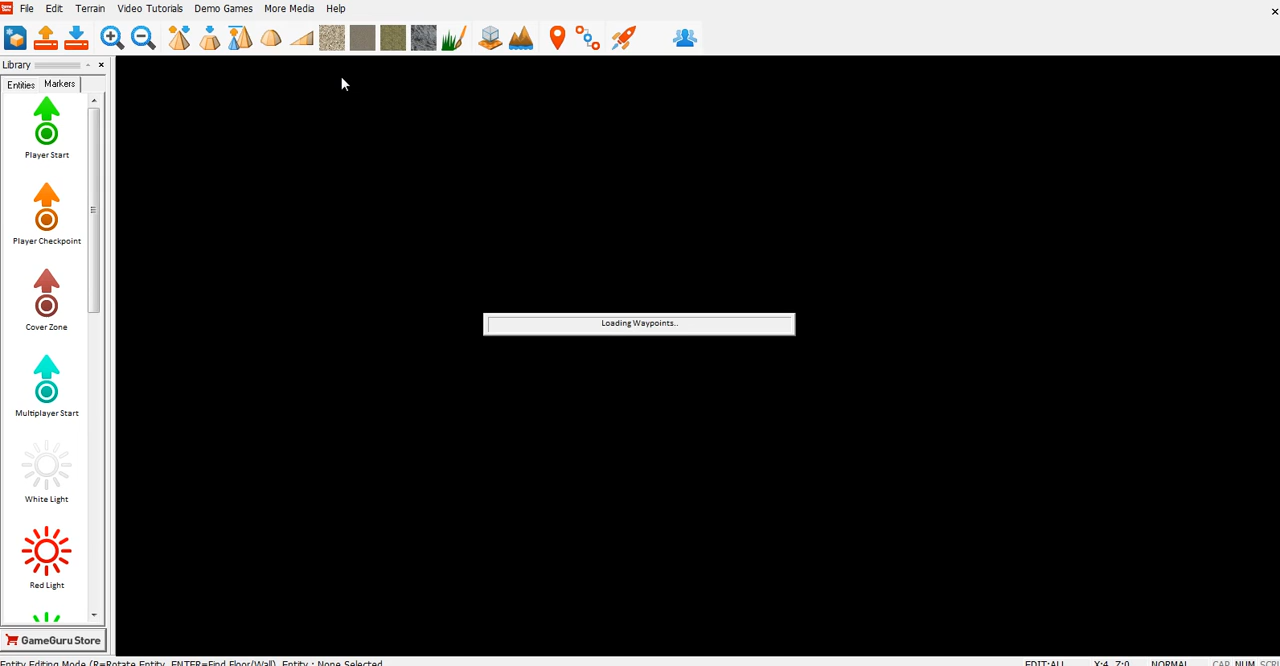 File Edit Terrain Video Tutorials Demo Games More Media Help
Library
Entities Markers
Player Start
Player Checkpoint
Cover Zone
Multiplayer Start
White Light
Red Light
Loading Waypoints..
GameGuru Store
Entity Editing Mode (R=Rotate Entity, ENTER=Find Floor/Wall), Entity : None Selected EDIT:ALL X:4 Z:0 NORMAL CAP NUM SCRL